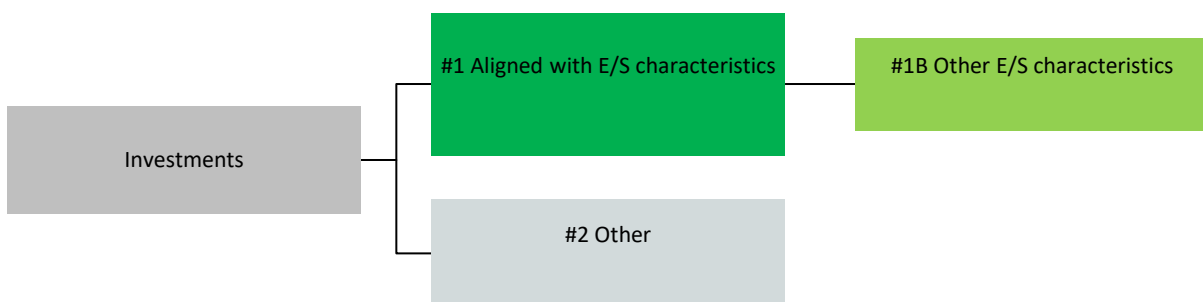 #1 Aligned with E/S characteristics
#1B Other E/S characteristics
Investments
#2 Other